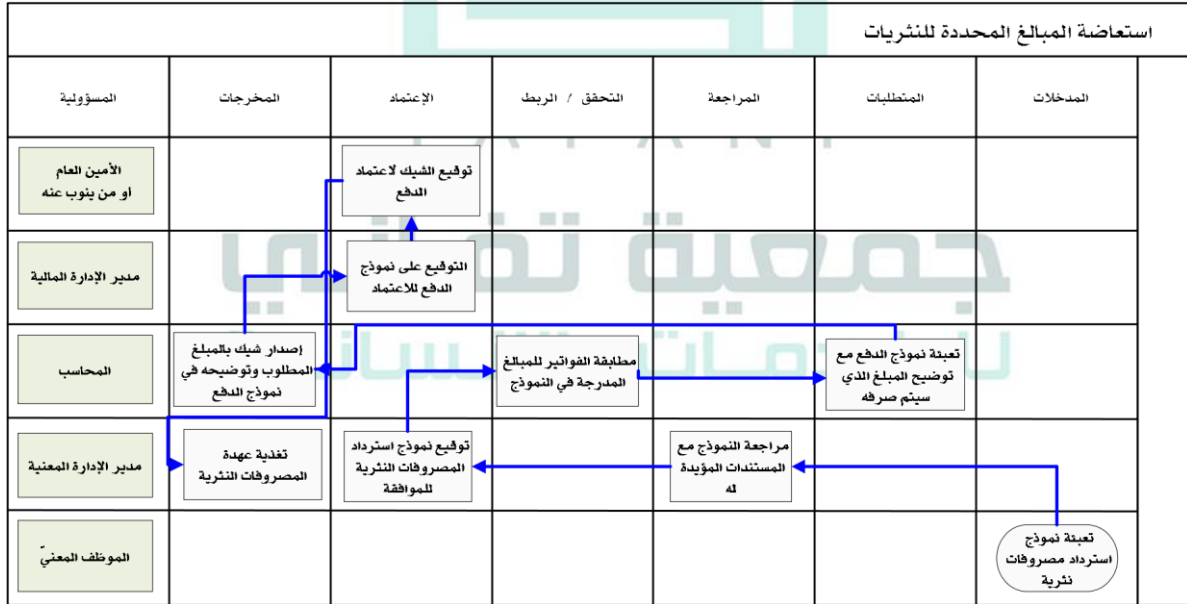 استعاضة المبالغ المحددة للنثريات
المدخلات
المتطلبات
المراجعة
التحقق / الربط
الإعتماد
المخرجات
المسؤولية
توقيع الشيك لاعتماد
الدفع
الأمين العام
او من ينوب عنه
التوقيع على نموذج
الدفع للاعتماد
مدير الإدارة المالية
تعبئة نموذج الدفع مع
توضيح المبلغ الذي
سيتم صرفه
مطابقة الفواتير للمبالغ
المدرجة في النموذج
إصدار شيك بالمبلغ
المطلوب وتوضيحه في
نموذج الدفع
المحاسب
مراجعة النموذج مع
المستندات المؤيدة
له
توقيع نموذج استرداد
المصروفات النثرية
للموافقة
تغذية عهدة
المصروفات النثرية
مدير الإدارة المعنية
تعبئة نموذج
استرداد مصروفات
نثرية
الموظف المعنيّ
جمعية تفاني